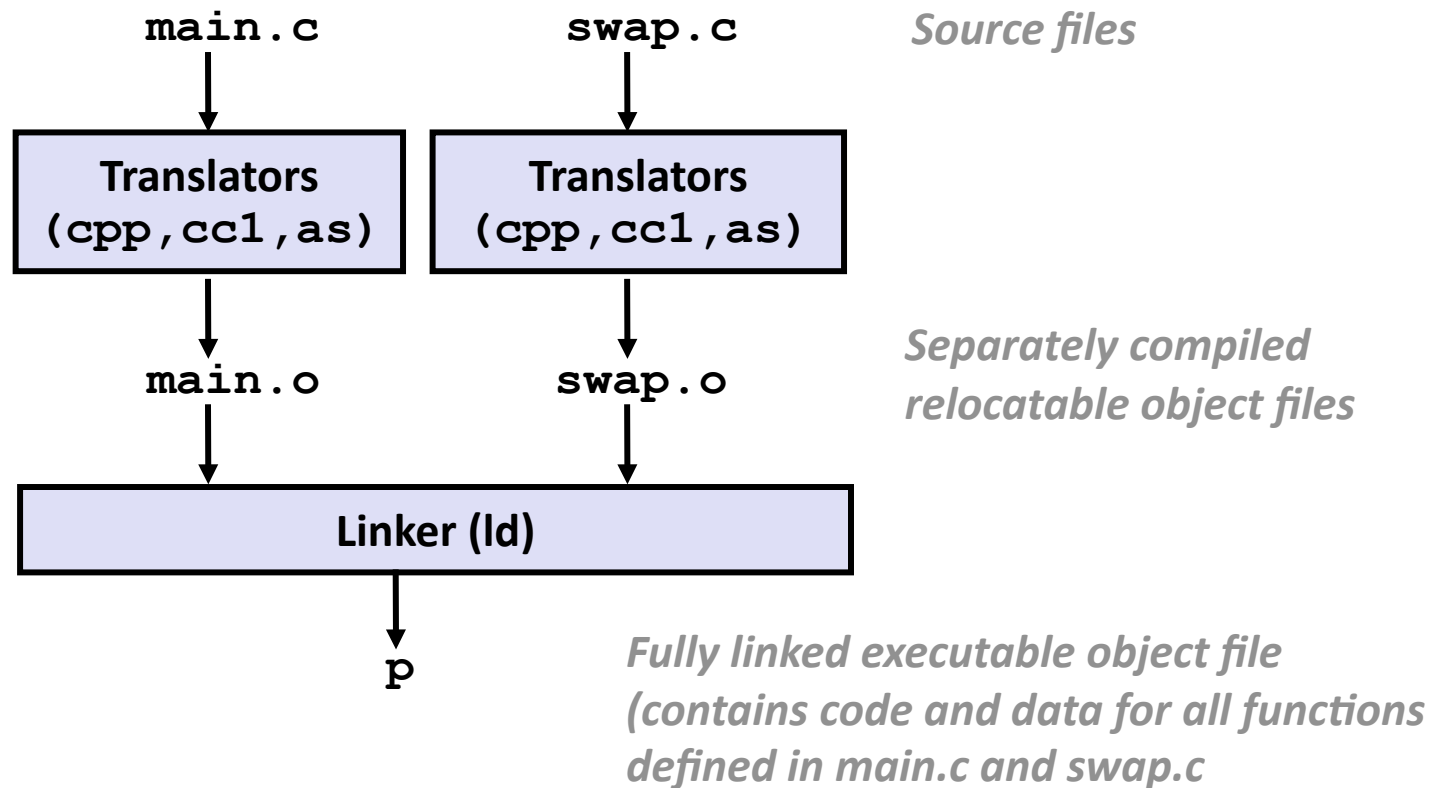 main.c swap.c Source files
Translators Translators
(cpp,cc1,as) (cpp,cc1,as)
Separately compiled
main.o swap.o
relocatable object files
Linker (ld)
p
Fully linked executable object file
(contains code and data for all functions
defined in main.c and swap.c